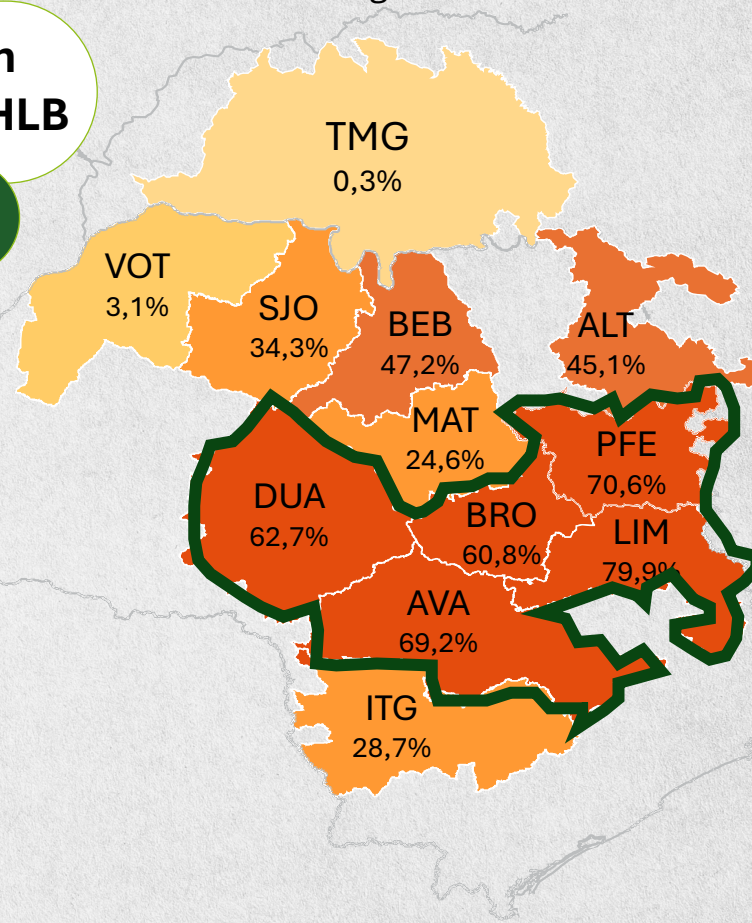 HLB
TMG
0,3%
VOT
3,1%
SJO
34,3%
BEB
47,2%
ALT
45,1%
MAT
24,6%
PFE
70,6%
DUA
62,7%
BRO
60,8%
LIM
79,9%
AVA
69,2%
ITG
28,7%